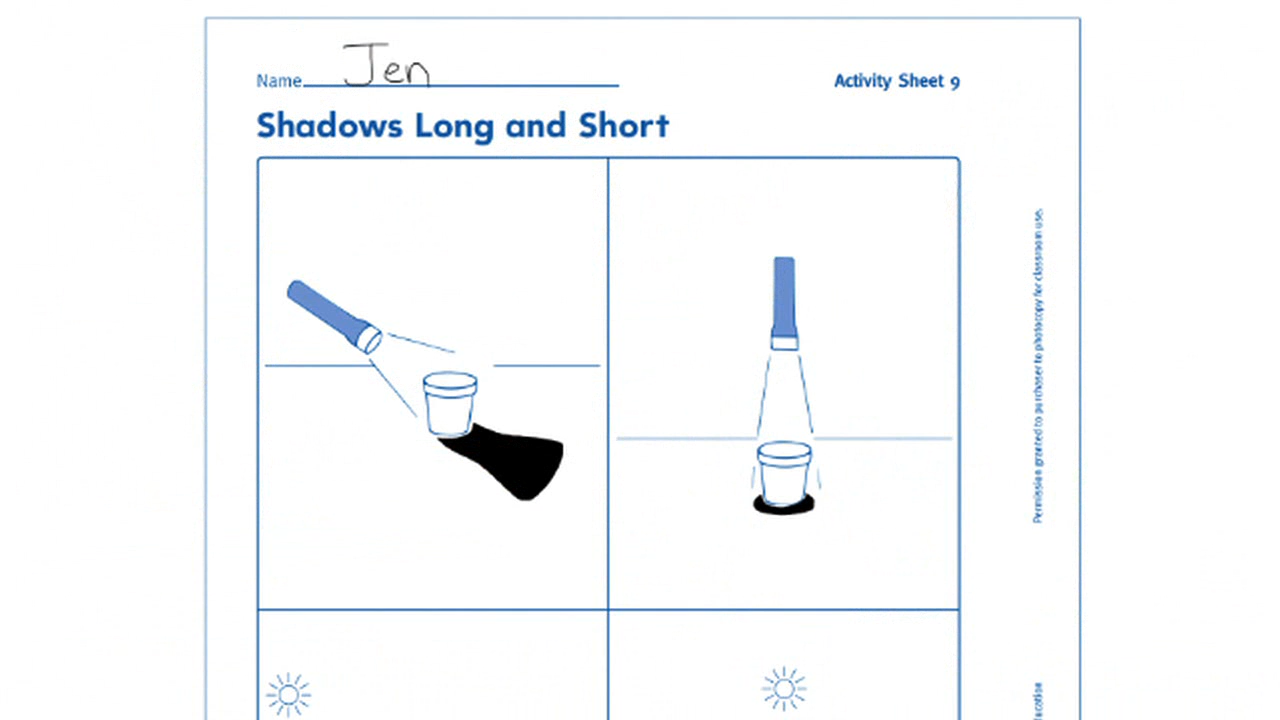 Name Jen
Activity Sheet 9
Shadows Long and Short
Permission granted to purchaser to photocopy for classroom use.